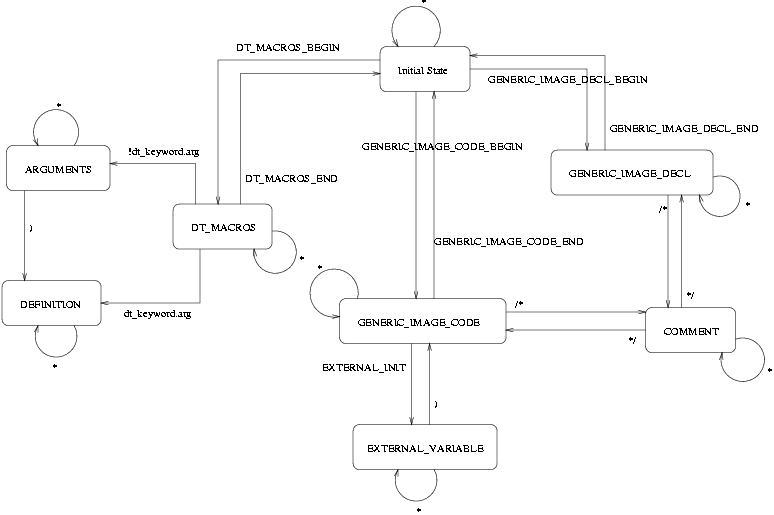 *
DT_MACROS_BEGIN
Initial State
GENERIC_IMAGE_DECL_BEGIN
*
GENERIC_IMAGE_DECL_END
!dt_keyword.arg
GENERIC_IMAGE_CODE_BEGIN
ARGUMENTS
DT_MACROS_END
GENERIC_IMAGE_DECL
/*
*
)
DT_MACROS
GENERIC_IMAGE_CODE_END
*
*
*/
DEFINITION
/*
dt_keyword.arg
GENERIC_IMAGE_CODE
COMMENT
*/
*
EXTERNAL_INIT
*
)
EXTERNAL_VARIABLE
*